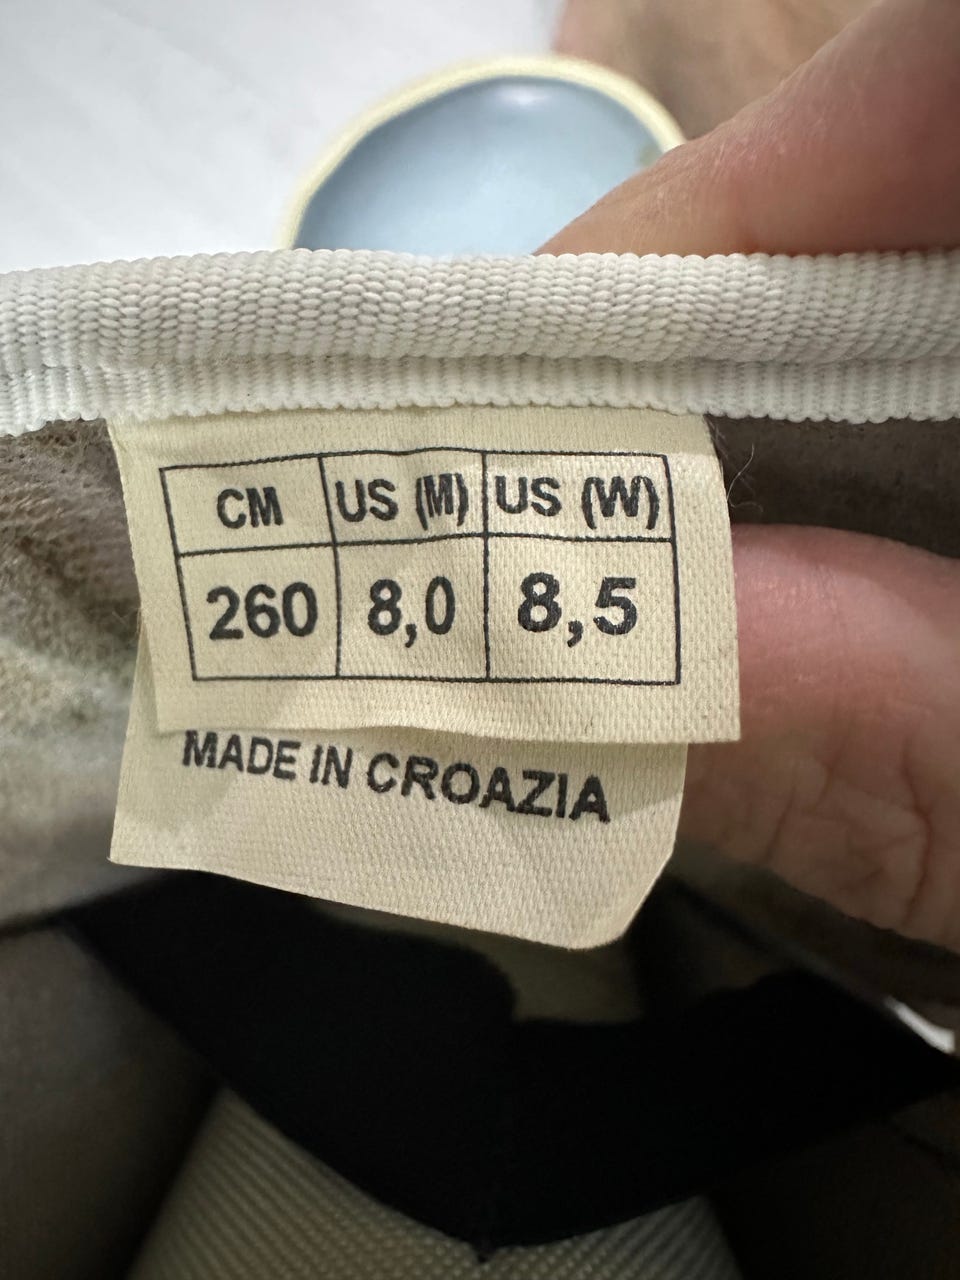 CM US (M) US (W)
260 8,0 8,5
MADE IN CROAZIA